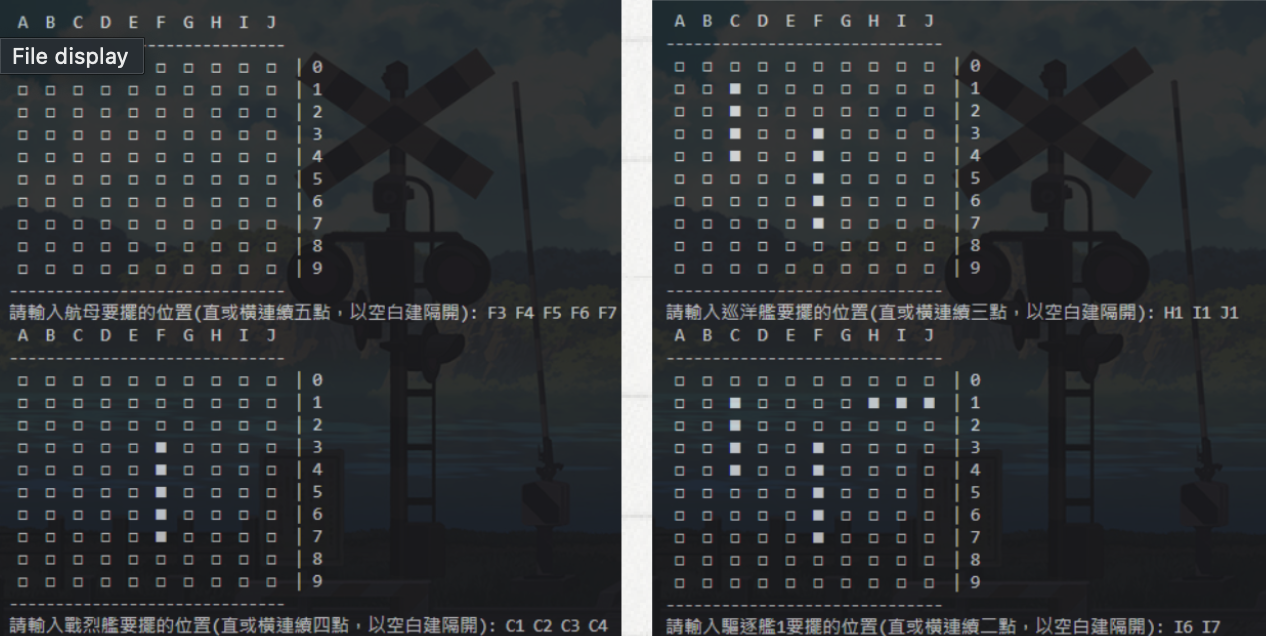 A B C D E F G H I J
File display
--------------------
□ □ □ □ □ | 0
□ □ □ □ □ □ □ □ □ □ | 1
□ □ □ □ □ □ □ □ □ □ | 2
□ □ □ □ □ □ □ □ □ □ | 3
□ □ □ □ □ □ □ □ □ □ | 4
□ □ □ □ □ □ □ □ □ □ | 5
□ □ □ □ □ □ □ □ □ □ | 6
□ □ □ □ □ □ □ □ □ □ | 7
□ □ □ □ □ □ □ □ □ □ | 8
□ □ □ □ □ □ □ □ □ □ | 9
------------------------------
請輸入航母要擺的位置(直或橫連續五點，以空白建隔開): F3 F4 F5 F6 F7
A B C D E F G H I J
------------------------------
□ □ □ □ □ □ □ □ □ □ | 0
□ □ □ □ □ □ □ □ □ □ | 1
□ □ □ □ □ □ □ □ □ □ | 2
□ □ □ □ □ ■ □ □ □ □ | 3
□ □ □ □ □ ■ □ □ □ □ | 4
□ □ □ □ □ ■ □ □ □ □ | 5
□ □ □ □ □ ■ □ □ □ □ | 6
□ □ □ □ □ ■ □ □ □ □ | 7
□ □ □ □ □ □ □ □ □ □ | 8
□ □ □ □ □ □ □ □ □ □ | 9
------------------------------
請輸入戰烈艦要擺的位置(直或橫連續四點，以空白建隔開): C1 C2 C3 C4
A B C D E F G H I J
------------------------------
□ □ □ □ □ □ □ □ □ □ | 0
□ □ ■ □ □ □ □ □ □ □ | 1
□ □ ■ □ □ □ □ □ □ □ | 2
□ □ ■ □ □ ■ □ □ □ □ | 3
□ □ ■ □ □ ■ □ □ □ □ | 4
□ □ □ □ □ ■ □ □ □ □ | 5
□ □ □ □ □ ■ □ □ □ □ | 6
□ □ □ □ □ ■ □ □ □ □ | 7
□ □ □ □ □ □ □ □ □ □ | 8
□ □ □ □ □ □ □ □ □ □ | 9
------------------------------
請輸入巡洋艦要擺的位置(直或橫連續三點，以空白建隔開): H1 I1 J1
A B C D E F G H I J
------------------------------
□ □ □ □ □ □ □ □ □ □ | 0
□ □ ■ □ □ □ □ ■ ■ ■ | 1
□ □ ■ □ □ □ □ □ □ □ | 2
□ □ ■ □ □ ■ □ □ □ □ | 3
□ □ ■ □ □ ■ □ □ □ □ | 4
□ □ □ □ □ ■ □ □ □ □ | 5
□ □ □ □ □ ■ □ □ □ □ | 6
□ □ □ □ □ ■ □ □ □ □ | 7
□ □ □ □ □ □ □ □ □ □ | 8
□ □ □ □ □ □ □ □ □ □ | 9
------------------------------
請輸入驅逐艦1要擺的位置(直或橫連續二點，以空白建隔開): I6 I7